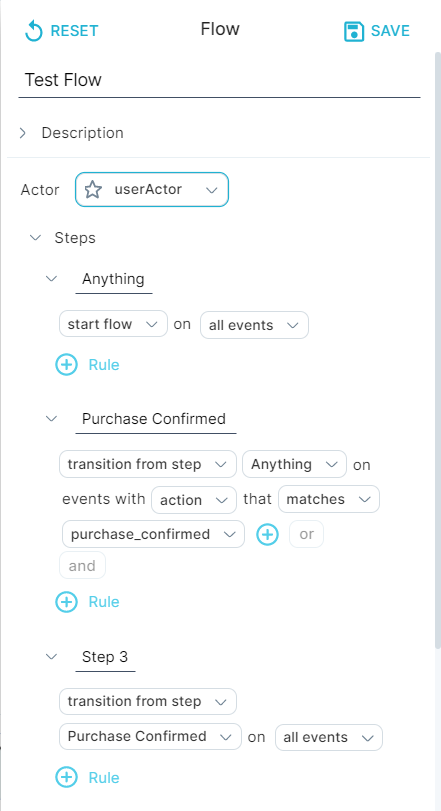 RESET Flow SAVE
Test Flow
Description
Actor userActor
Steps
Anything
start flow on all events
Rule
Purchase Confirmed
transition from step Anything on
events with action that matches
purchase_confirmed or
and
Rule
Step 3
transition from step
Purchase Confirmed on all events
Rule